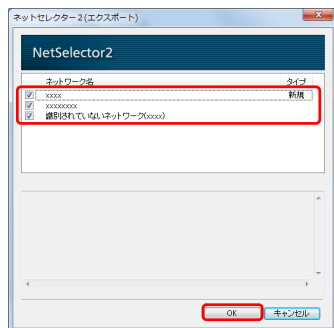 ネットセレクター2(エクスポート)
NetSelector2
ネットワーク名 タイプ
xxxx 新規
xxxxxxxx
識別されていないネットワーク(xxxx)
OK キャンセル